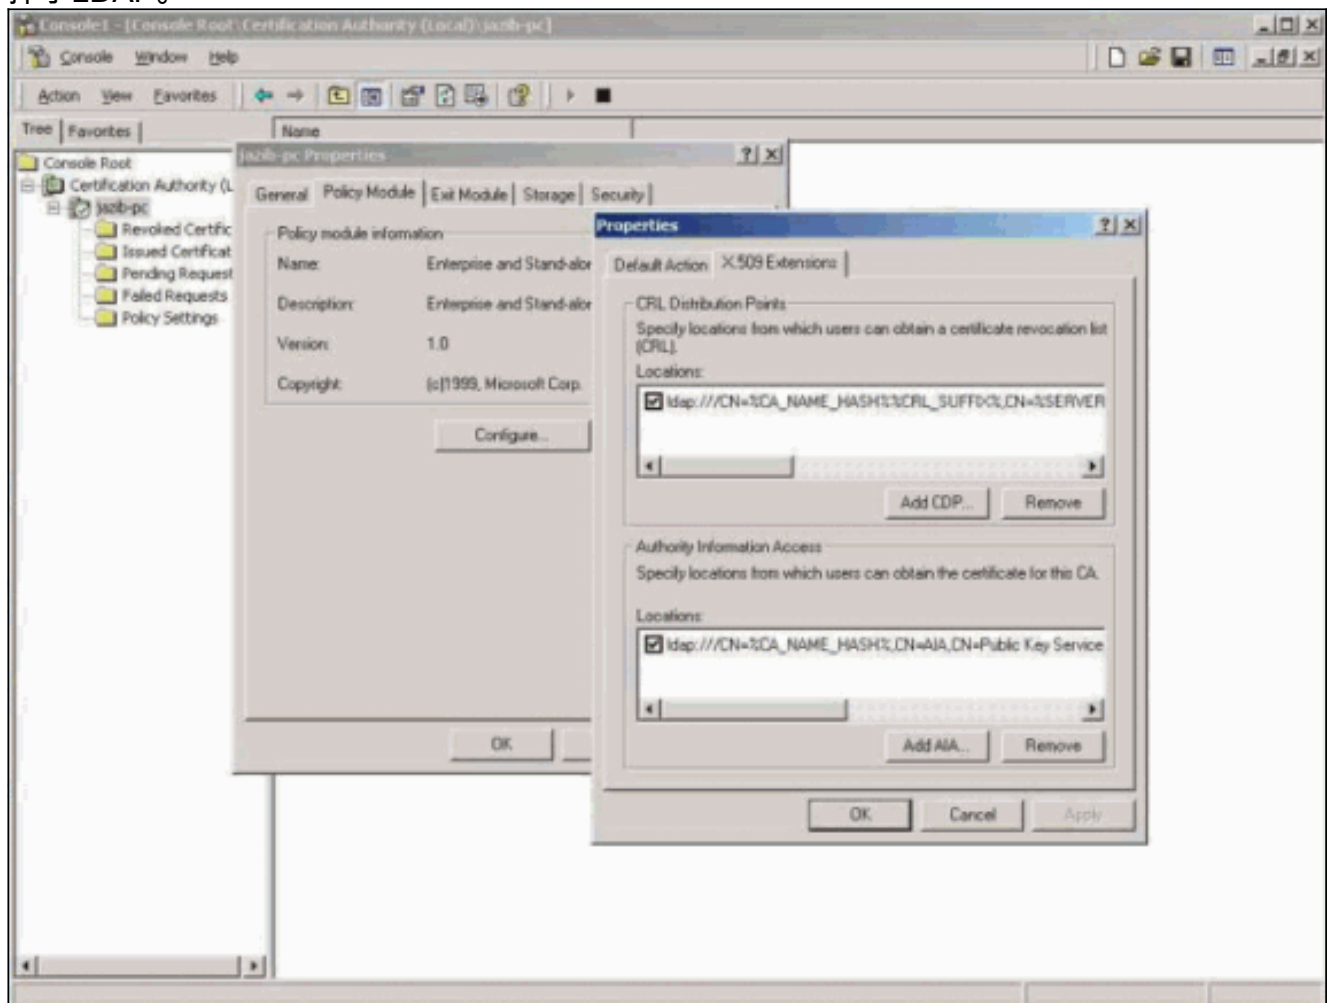 Console1 - [Console Root\Certification Authority (Local)\jazib-pc]
Console Window Help
Action View Favorites
Tree Favorites
Name
Console Root
Certification Authority (L
jazib-pc
Revoked Certific
Issued Certificat
Pending Request
Failed Requests
Policy Settings
jazib-pc Properties
General Policy Module Exit Module Storage Security
Policy module information
Name: Enterprise and Stand-alor
Description: Enterprise and Stand-alor
Version: 1.0
Copyright: (c)1999, Microsoft Corp.
Configure...
OK
Properties
Default Action X.509 Extensions
CRL Distribution Points
Specify locations from which users can obtain a certificate revocation list
(CRL).
Locations:
ldap:///CN=%CA_NAME_HASH%%CRL_SUFFIX%,CN=%SERVER
Add CDP... Remove
Authority Information Access
Specify locations from which users can obtain the certificate for this CA.
Locations:
ldap:///CN=%CA_NAME_HASH%,CN=AIA,CN=Public Key Service
Add AIA... Remove
OK Cancel Apply